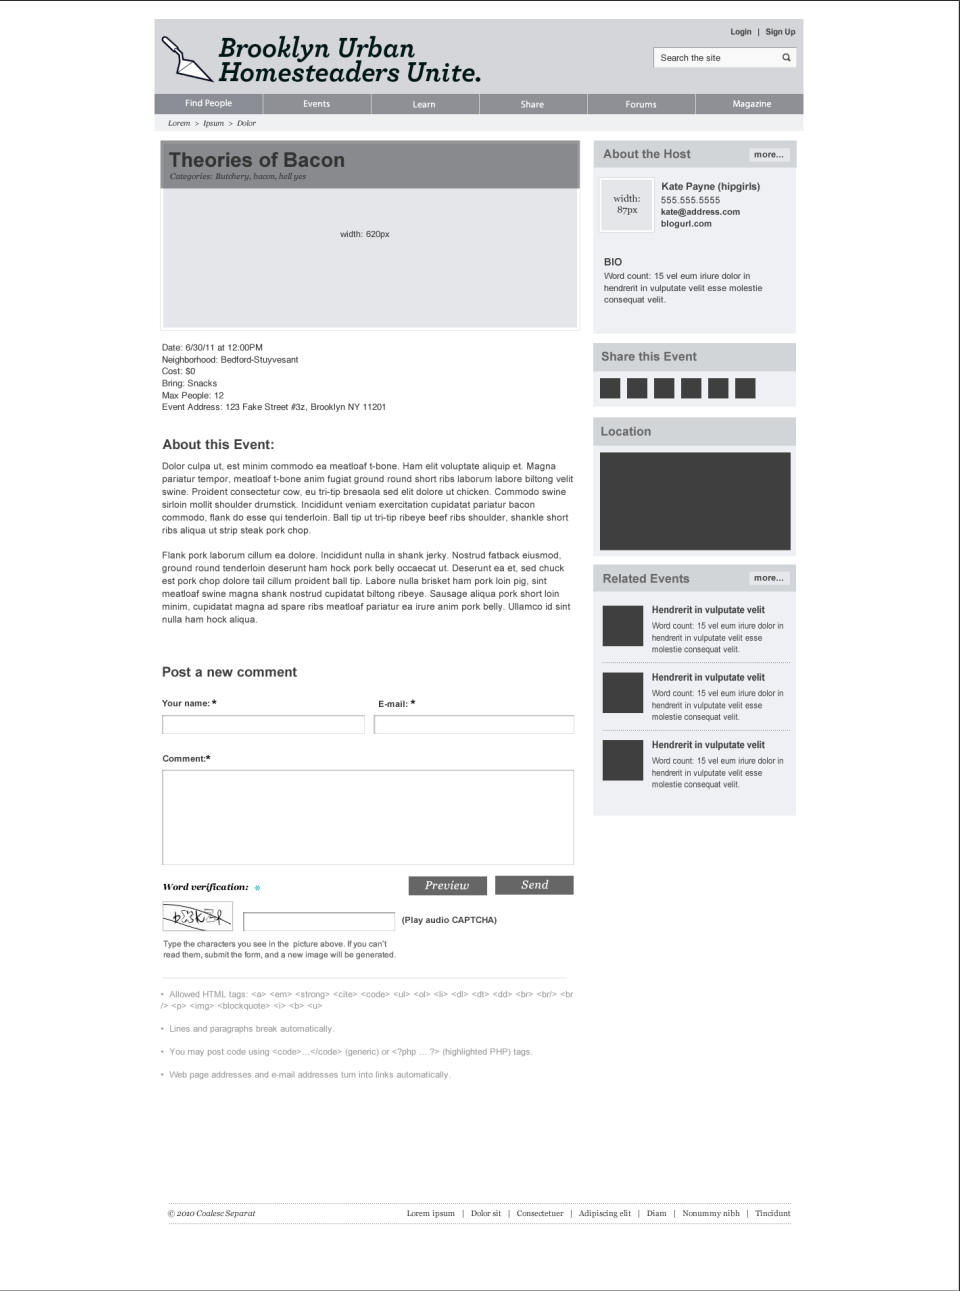 Login | Sign Up
Brooklyn Urban
Homesteaders Unite.
Search the site
Find People
Events
Learn
Share
Forums
Magazine
Lorem > Ipsum > Dolor
Theories of Bacon
Categories: Butchery, bacon, hell yes
width: 620px
Date: 6/30/11 at 12:00PM
Neighborhood: Bedford-Stuyvesant
Cost: $0
Bring: Snacks
Max People: 12
Event Address: 123 Fake Street #3z, Brooklyn NY 11201
About this Event:
Dolor culpa ut, est minim commodo ea meatloaf t-bone. Ham elit voluptate aliquip et. Magna
pariatur tempor, meatloaf t-bone anim fugiat ground round short ribs laborum labore biltong velit
swine. Proident consectetur cow, eu tri-tip bresaola sed elit dolore ut chicken. Commodo swine
sirloin mollit shoulder drumstick. Incididunt veniam exercitation cupidatat pariatur bacon
commodo, flank do esse qui tenderloin. Ball tip ut tri-tip ribeye beef ribs shoulder, shankle short
ribs aliqua ut strip steak pork chop.
Flank pork laborum cillum ea dolore. Incididunt nulla in shank jerky. Nostrud fatback eiusmod,
ground round tenderloin deserunt ham hock pork belly occaecat ut. Deserunt ea et, sed chuck
est pork chop dolore tail cillum proident ball tip. Labore nulla brisket ham pork loin pig, sint
meatloaf swine magna shank nostrud cupidatat biltong ribeye. Sausage aliqua pork short loin
minim, cupidatat magna ad spare ribs meatloaf pariatur ea irure anim pork belly. Ullamco id sint
nulla ham hock aliqua.
Post a new comment
Your name: *
E-mail: *
Comment:*
Word verification: *
Preview
Send
(Play audio CAPTCHA)
Type the characters you see in the picture above. If you can't
read them, submit the form, and a new image will be generated.
• Allowed HTML tags: <a> <em> <strong> <cite> <code> <ul> <ol> <li> <dl> <dt> <dd> <br> <br/> <br
/> <p> <img> <blockquote> <i> <b> <u>
• Lines and paragraphs break automatically.
• You may post code using <code>...</code> (generic) or <?php ... ?> (highlighted PHP) tags.
• Web page addresses and e-mail addresses turn into links automatically.
About the Host
more...
width:
87px
Kate Payne (hipgirls)
555.555.5555
kate@address.com
blogurl.com
BIO
Word count: 15 vel eum iriure dolor in
hendrerit in vulputate velit esse molestie
consequat velit.
Share this Event
Location
Related Events
more...
Hendrerit in vulputate velit
Word count: 15 vel eum iriure dolor in
hendrerit in vulputate velit esse
molestie consequat velit.
Hendrerit in vulputate velit
Word count: 15 vel eum iriure dolor in
hendrerit in vulputate velit esse
molestie consequat velit.
Hendrerit in vulputate velit
Word count: 15 vel eum iriure dolor in
hendrerit in vulputate velit esse
molestie consequat velit.
© 2010 Coalesc Separat
Lorem ipsum | Dolor sit | Consectetuer | Adipiscing elit | Diam | Nonummy nibh | Tincidunt